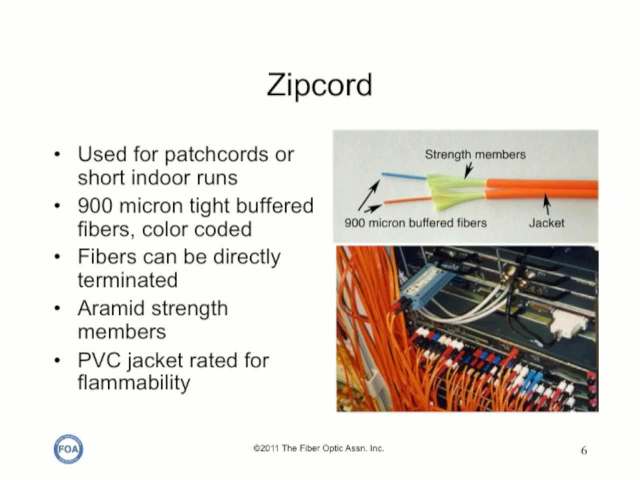 Zipcord
• Used for patchcords or
short indoor runs
• 900 micron tight buffered
fibers, color coded
• Fibers can be directly
terminated
• Aramid strength
members
• PVC jacket rated for
flammability
Strength members
900 micron buffered fibers
Jacket
FOA
©2011 The Fiber Optic Assn. Inc.
6